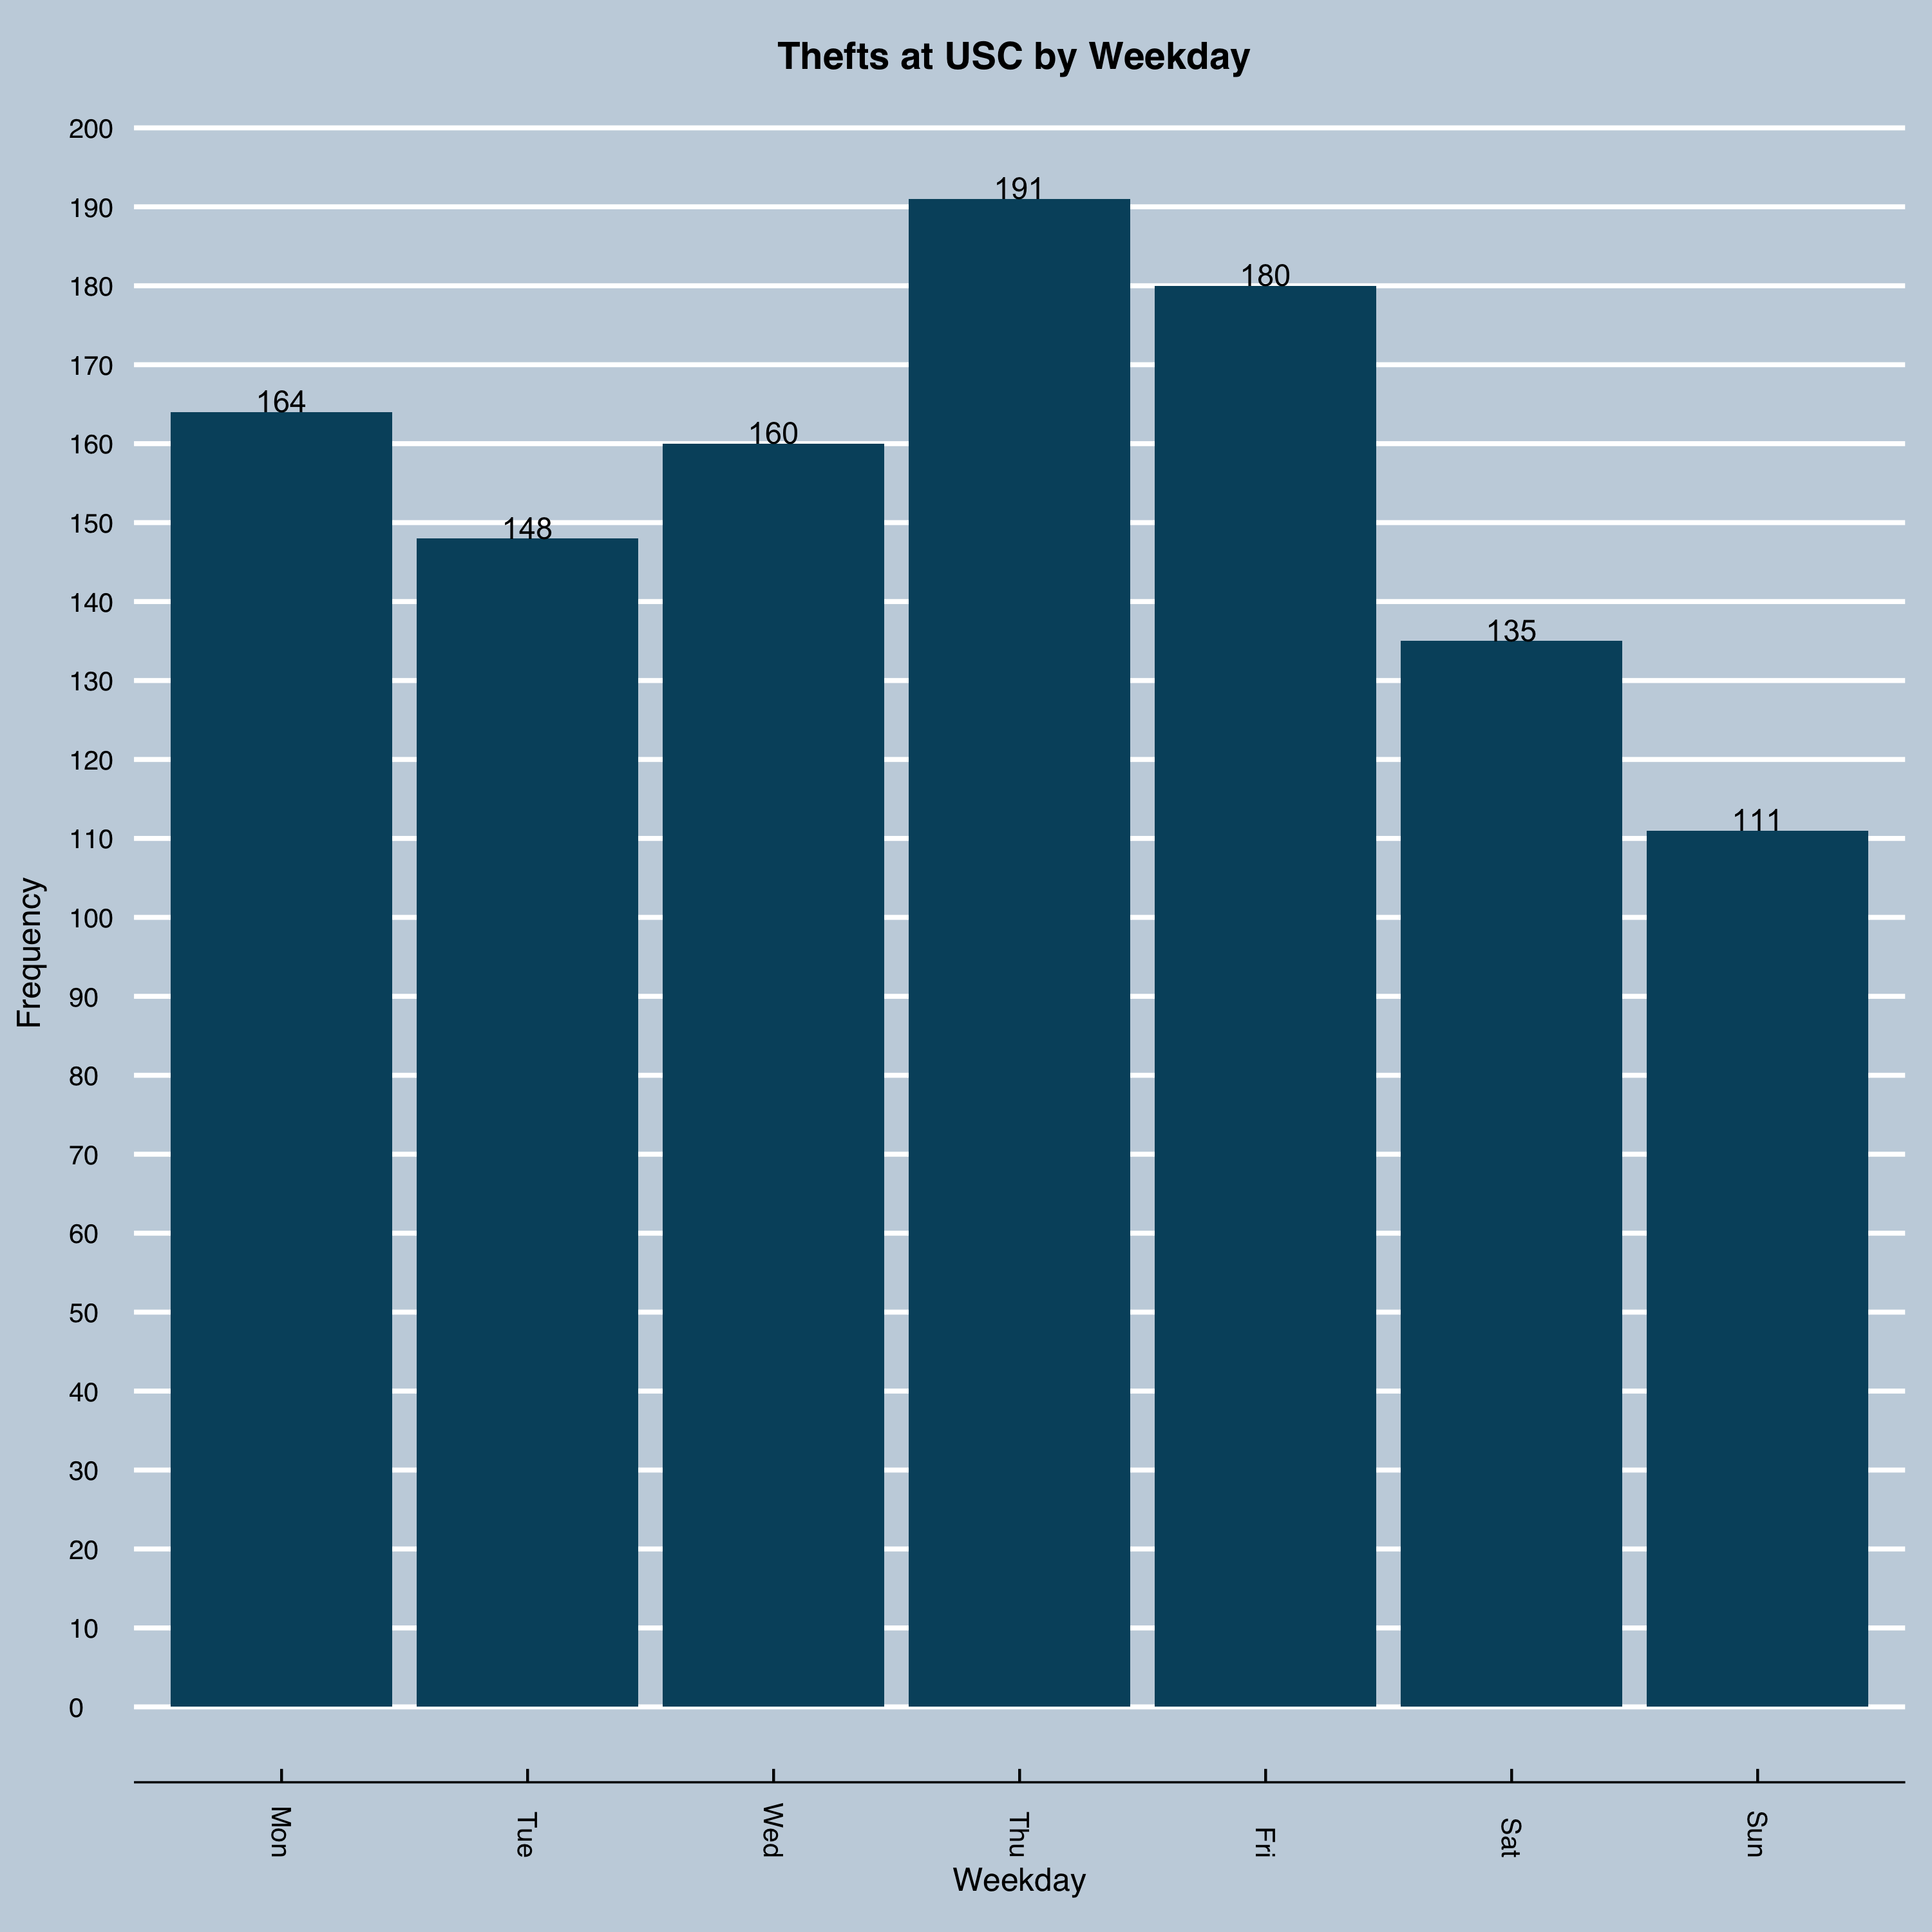 Thefts at USC by Weekday
200
190
180
170
160
150
140
130
120
110
100
90
80
70
60
50
40
30
20
10
0
Frequency
164
148
160
191
180
135
111
Mon
Tue
Wed
Thu
Fri
Sat
Sun
Weekday